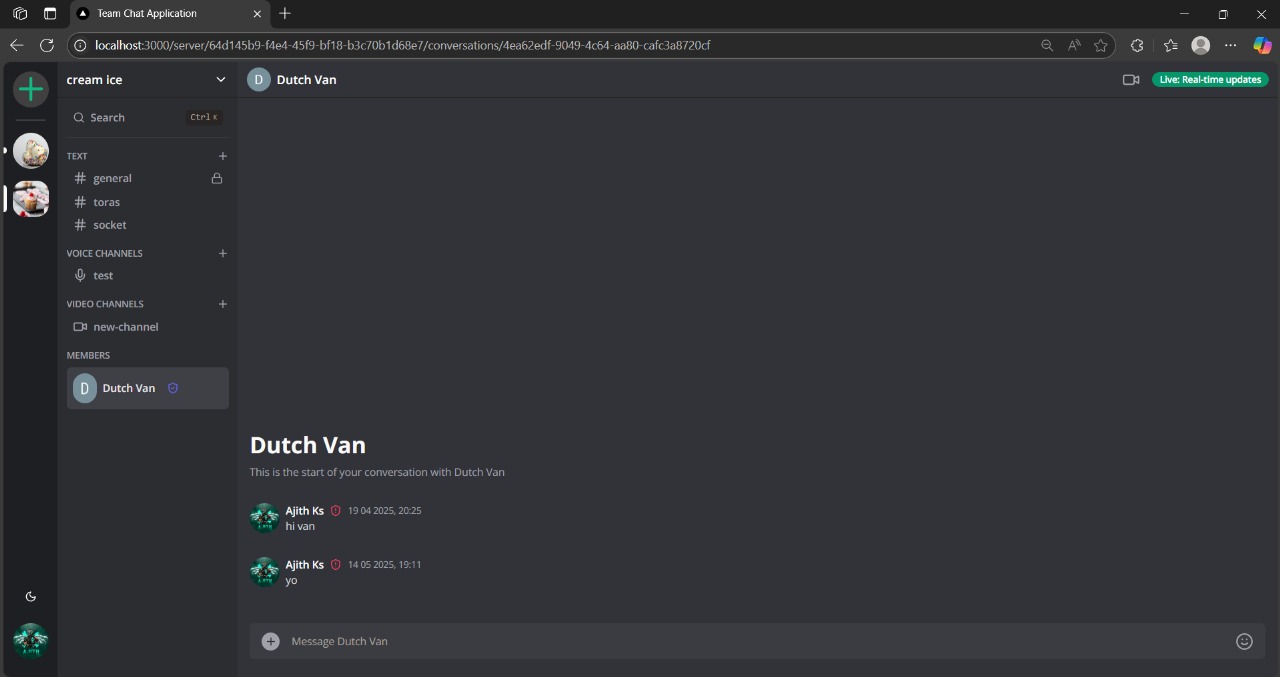 Team Chat Application
localhost:3000/server/64d145b9-f4e4-45f9-bf18-b3c70b1d68e7/conversations/4ea62edf-9049-4c64-aa80-cafc3a8720cf
cream ice
D Dutch Van
Live: Real-time updates
Search Ctrl K
TEXT
general
toras
socket
VOICE CHANNELS
test
VIDEO CHANNELS
new-channel
MEMBERS
D Dutch Van
Dutch Van
This is the start of your conversation with Dutch Van
Ajith Ks 19 04 2025, 20:25
hi van
Ajith Ks 14 05 2025, 19:11
yo
Message Dutch Van